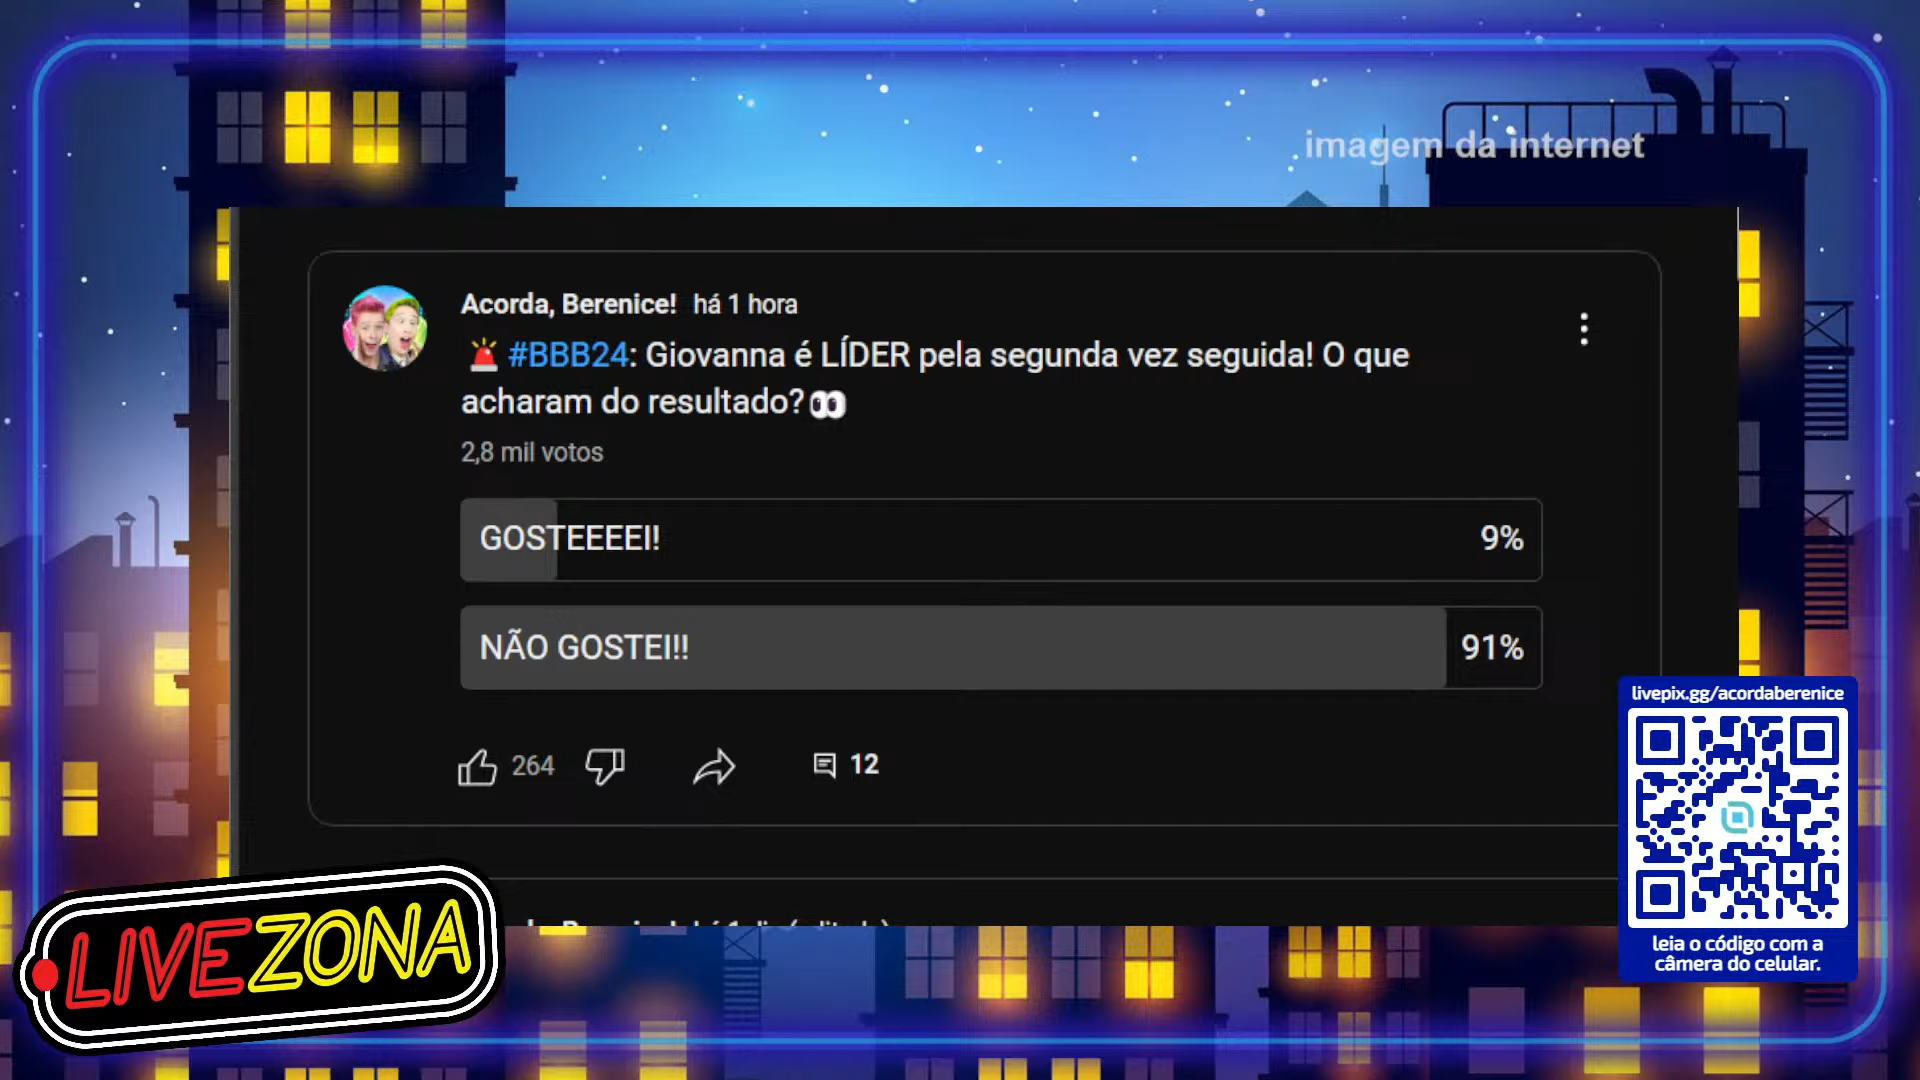 imagem da internet
Acorda, Berenice! há 1 hora
🚨 #BBB24: Giovanna é LÍDER pela segunda vez seguida! O que
acharam do resultado?👀
2,8 mil votos
GOSTEEEEI! 9%
NÃO GOSTEI!!! 91%
264 12
livepix.gg/acordaberenice
leia o código com a
câmera do celular.
LIVEZONA